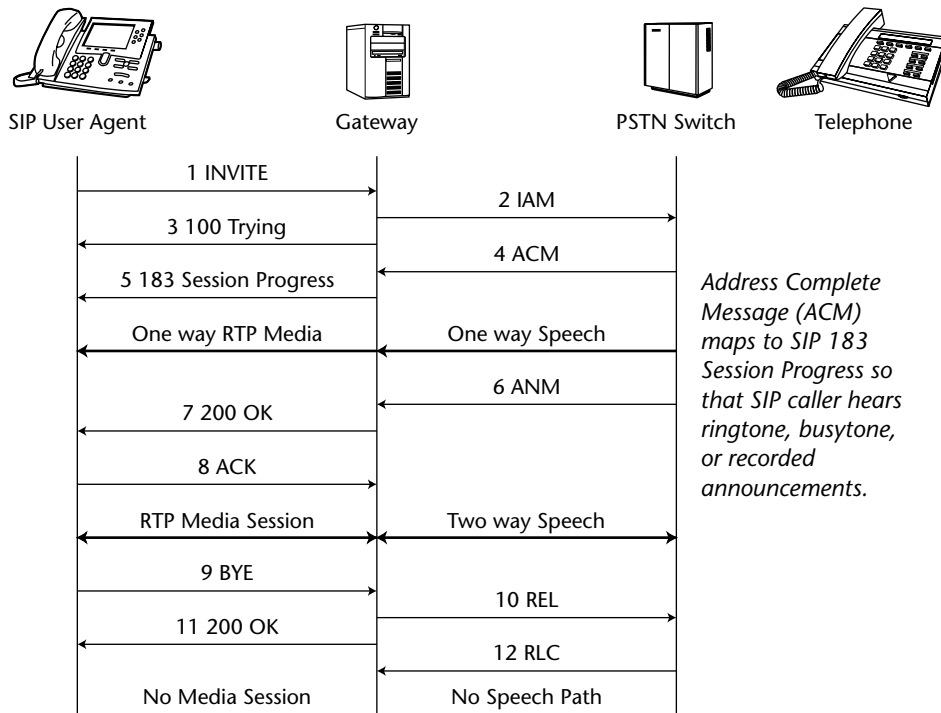 SIP User Agent
Gateway
PSTN Switch
Telephone
1 INVITE
2 IAM
3 100 Trying
4 ACM
5 183 Session Progress
One way RTP Media
One way Speech
6 ANM
7 200 OK
8 ACK
RTP Media Session
Two way Speech
9 BYE
10 REL
11 200 OK
12 RLC
No Media Session
No Speech Path
Address Complete
Message (ACM)
maps to SIP 183
Session Progress so
that SIP caller hears
ringtone, busytone,
or recorded
announcements.